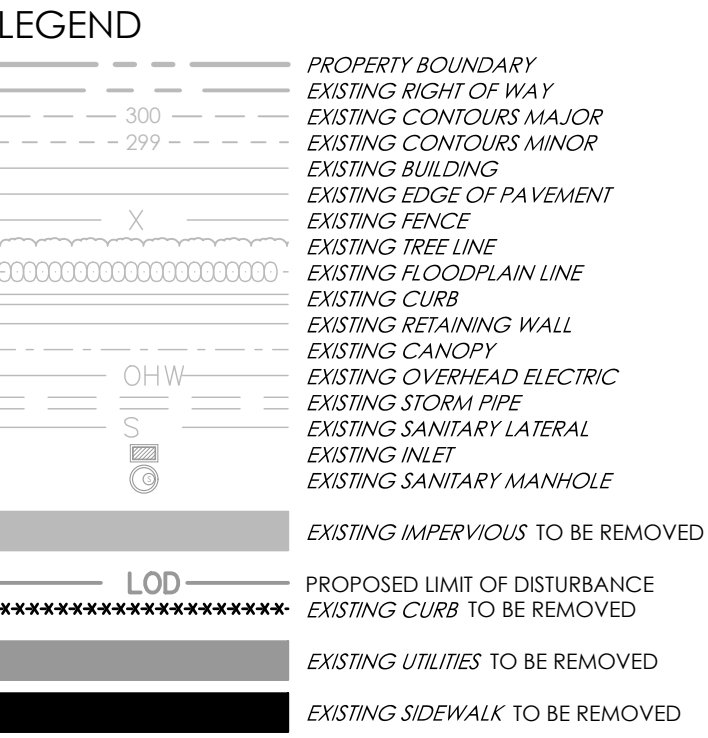 LEGEND
PROPERTY BOUNDARY
EXISTING RIGHT OF WAY
300 EXISTING CONTOURS MAJOR
299 EXISTING CONTOURS MINOR
EXISTING BUILDING
EXISTING EDGE OF PAVEMENT
X EXISTING FENCE
EXISTING TREE LINE
EXISTING FLOODPLAIN LINE
EXISTING CURB
EXISTING RETAINING WALL
EXISTING CANOPY
OHW EXISTING OVERHEAD ELECTRIC
EXISTING STORM PIPE
S EXISTING SANITARY LATERAL
EXISTING INLET
S EXISTING SANITARY MANHOLE
EXISTING IMPERVIOUS TO BE REMOVED
LOD PROPOSED LIMIT OF DISTURBANCE
EXISTING CURB TO BE REMOVED
EXISTING UTILITIES TO BE REMOVED
EXISTING SIDEWALK TO BE REMOVED